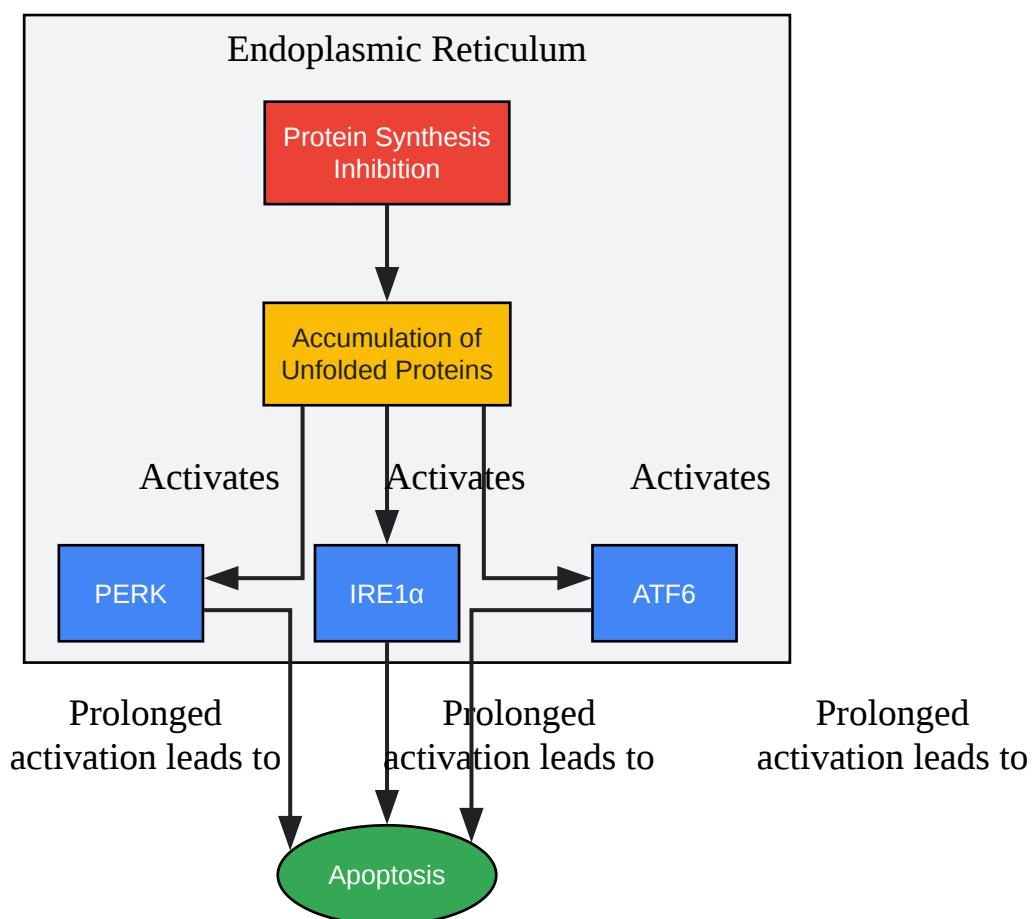 Endoplasmic Reticulum
Protein Synthesis
Inhibition
Accumulation of
Unfolded Proteins
Activates
Activates
Activates
PERK
IRE1α
ATF6
Prolonged
activation leads to
Prolonged
activation leads to
Prolonged
activation leads to
Apoptosis